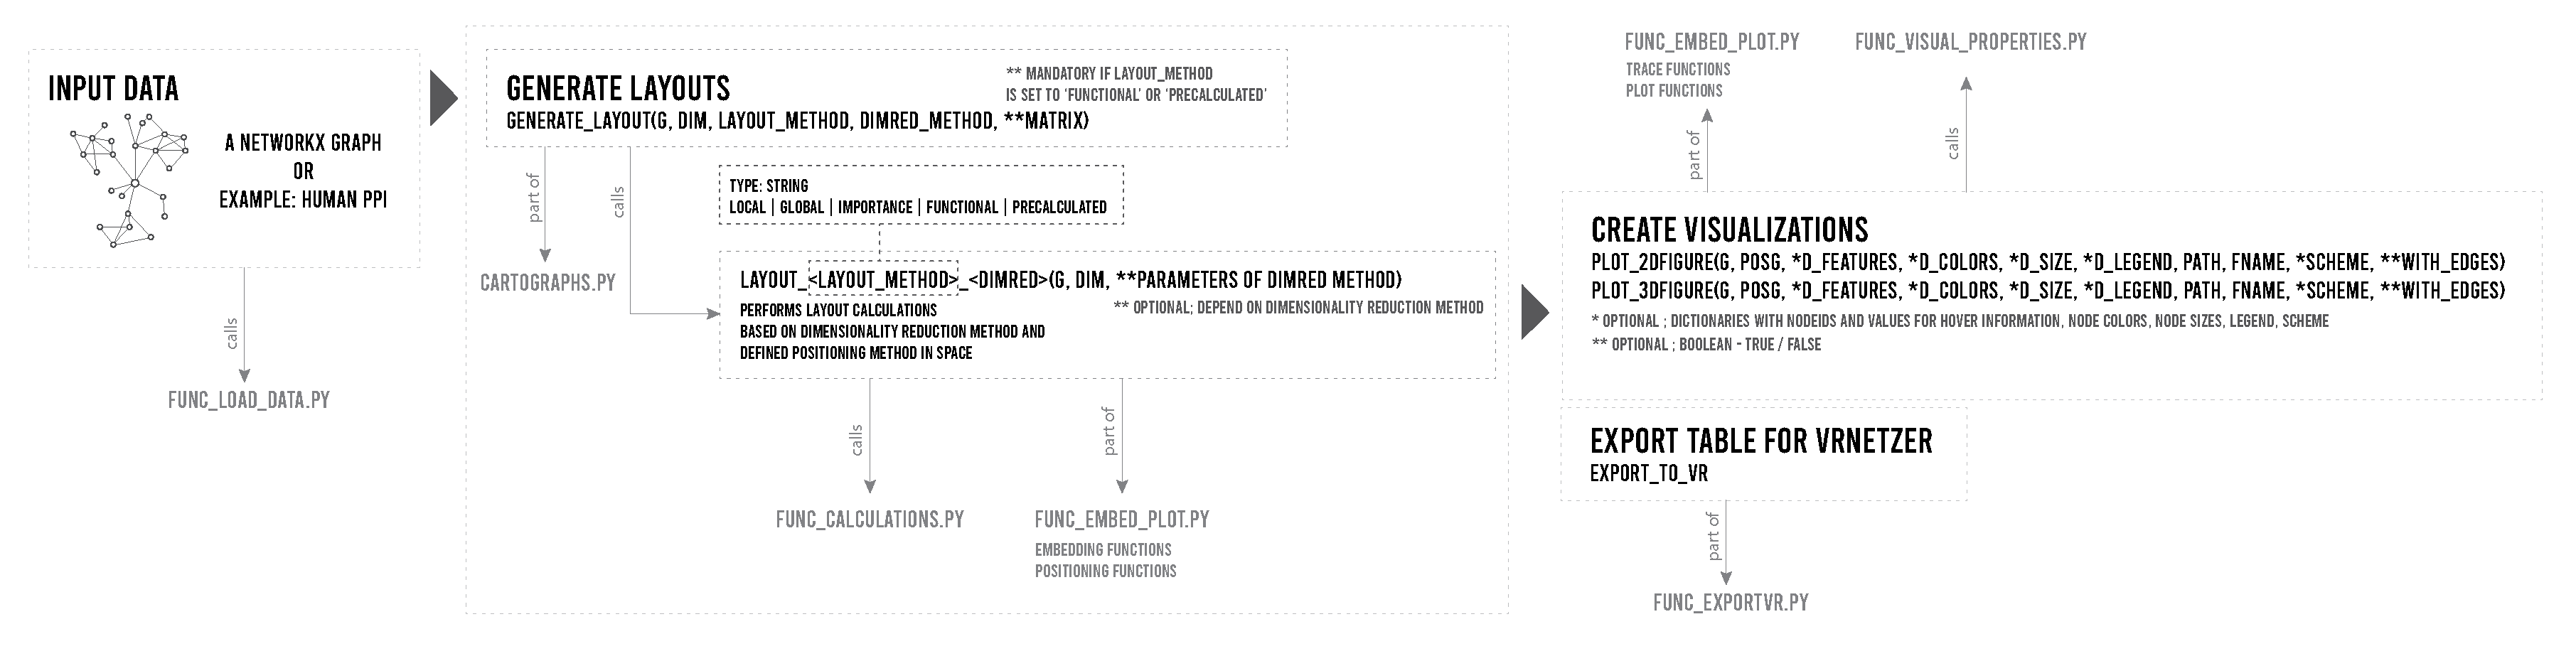 INPUT DATA
A NETWORKX GRAPH
OR
EXAMPLE: HUMAN PPI
calls
FUNC_LOAD_DATA.PY
GENERATE LAYOUTS
** MANDATORY IF LAYOUT_METHOD
IS SET TO 'FUNCTIONAL' OR 'PRECALCULATED'
GENERATE_LAYOUT(G, DIM, LAYOUT_METHOD, DIMRED_METHOD, **MATRIX)
part of
CARTOGRAPHS.PY
calls
TYPE: STRING
LOCAL | GLOBAL | IMPORTANCE | FUNCTIONAL | PRECALCULATED
LAYOUT_<LAYOUT_METHOD>_<DIMRED>(G, DIM, **PARAMETERS OF DIMRED METHOD)
** OPTIONAL; DEPEND ON DIMENSIONALITY REDUCTION METHOD
PERFORMS LAYOUT CALCULATIONS
BASED ON DIMENSIONALITY REDUCTION METHOD AND
DEFINED POSITIONING METHOD IN SPACE
calls
FUNC_CALCULATIONS.PY
part of
FUNC_EMBED_PLOT.PY
EMBEDDING FUNCTIONS
POSITIONING FUNCTIONS
FUNC_EMBED_PLOT.PY
TRACE FUNCTIONS
PLOT FUNCTIONS
part of
FUNC_VISUAL_PROPERTIES.PY
calls
CREATE VISUALIZATIONS
PLOT_2DFIGURE(G, POSG, *D_FEATURES, *D_COLORS, *D_SIZE, *D_LEGEND, PATH, FNAME, *SCHEME, **WITH_EDGES)
PLOT_3DFIGURE(G, POSG, *D_FEATURES, *D_COLORS, *D_SIZE, *D_LEGEND, PATH, FNAME, *SCHEME, **WITH_EDGES)
* OPTIONAL ; DICTIONARIES WITH NODEIDS AND VALUES FOR HOVER INFORMATION, NODE COLORS, NODE SIZES, LEGEND, SCHEME
** OPTIONAL ; BOOLEAN - TRUE / FALSE
EXPORT TABLE FOR VRNETZER
EXPORT_TO_VR
part of
FUNC_EXPORTVR.PY